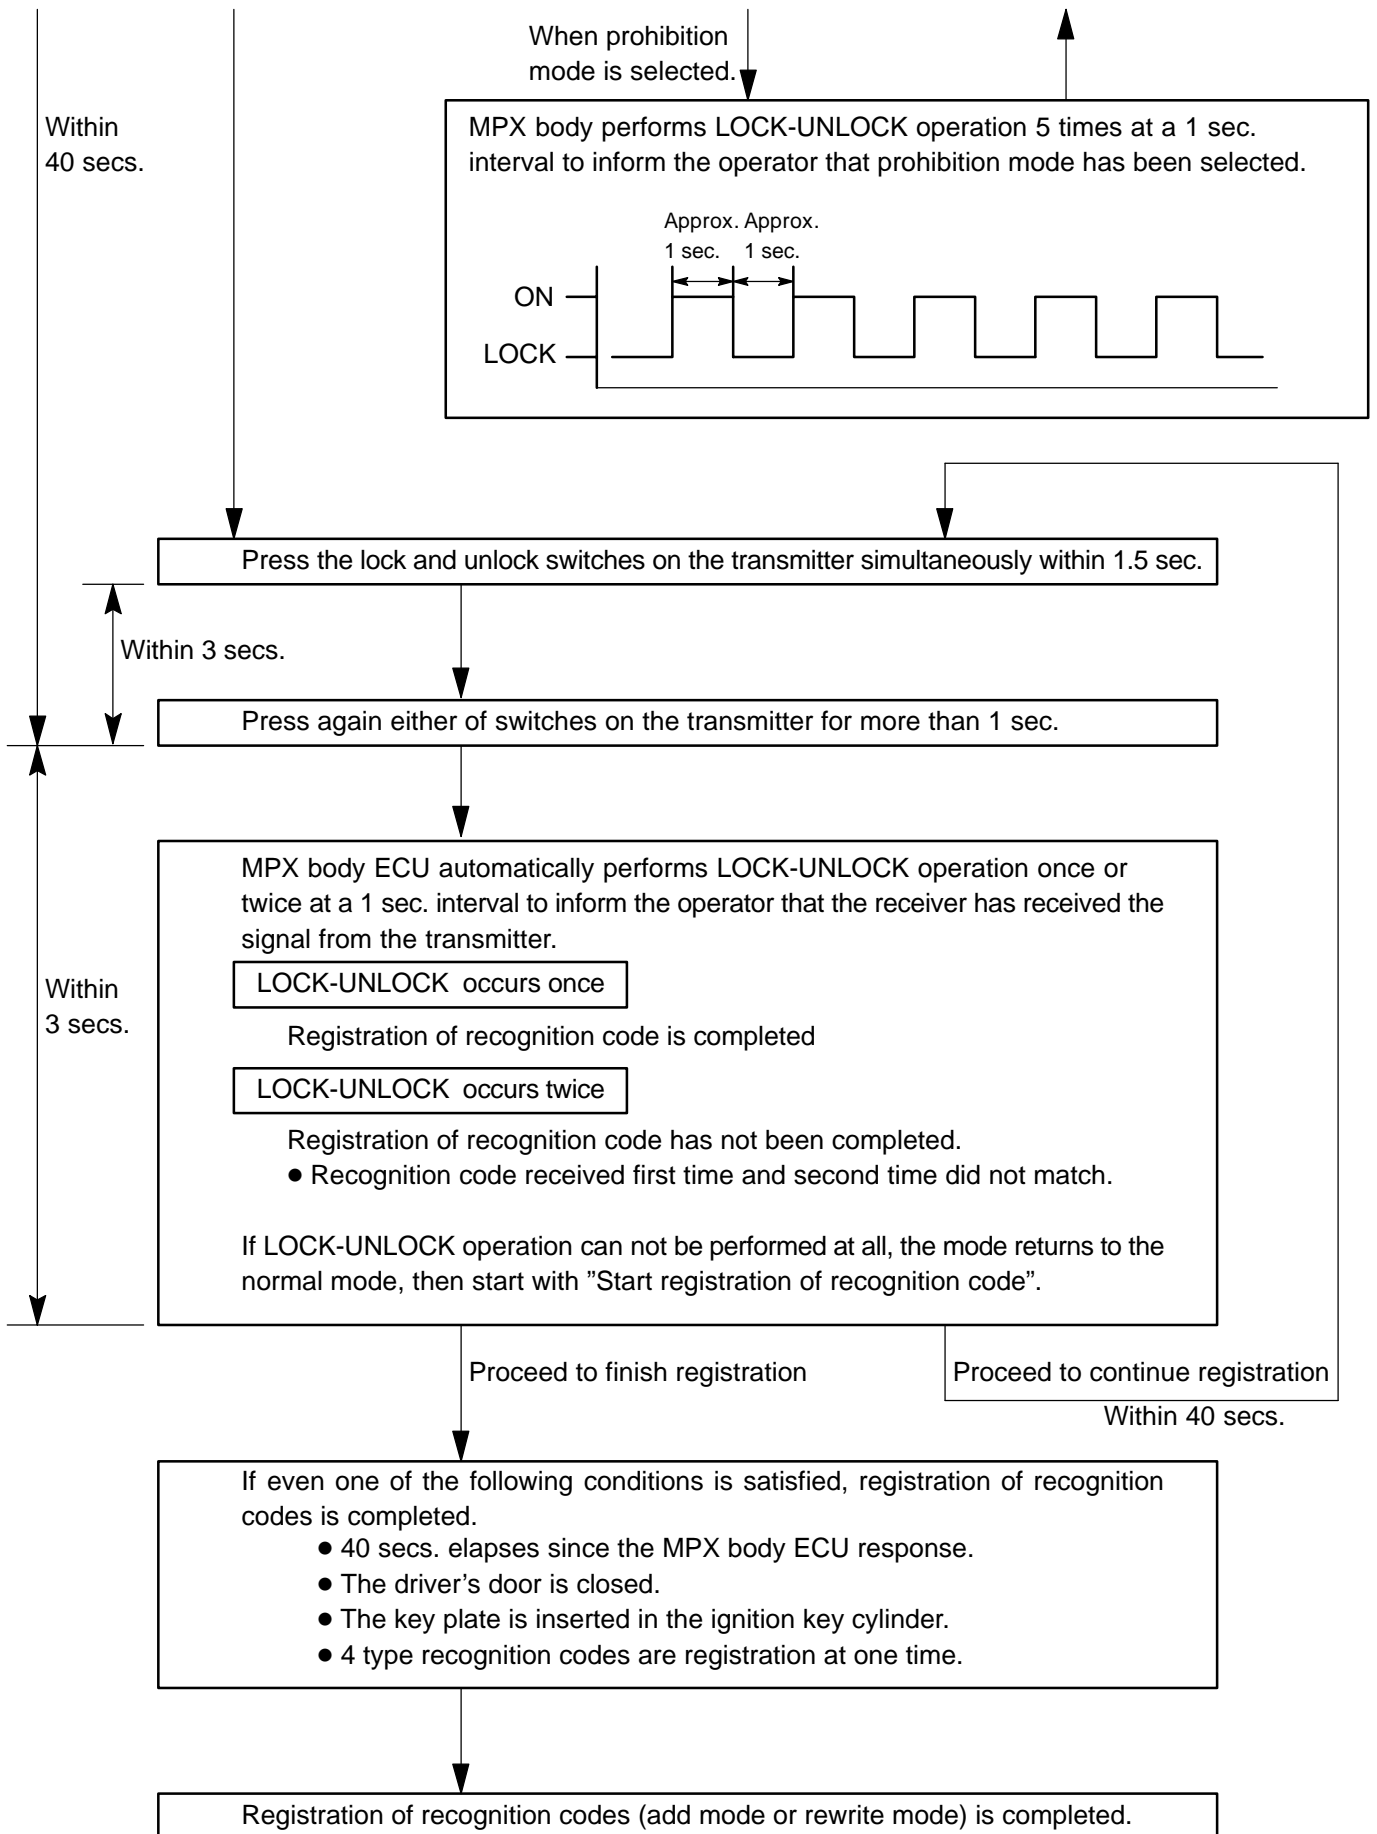 When prohibition
mode is selected.
Within
40 secs.
MPX body performs LOCK-UNLOCK operation 5 times at a 1 sec.
interval to inform the operator that prohibition mode has been selected.
Approx. Approx.
1 sec. 1 sec.
ON
LOCK
Press the lock and unlock switches on the transmitter simultaneously within 1.5 sec.
Within 3 secs.
Press again either of switches on the transmitter for more than 1 sec.
MPX body ECU automatically performs LOCK-UNLOCK operation once or
twice at a 1 sec. interval to inform the operator that the receiver has received the
signal from the transmitter.
LOCK-UNLOCK occurs once
Within
3 secs.
Registration of recognition code is completed
LOCK-UNLOCK occurs twice
Registration of recognition code has not been completed.
● Recognition code received first time and second time did not match.
If LOCK-UNLOCK operation can not be performed at all, the mode returns to the
normal mode, then start with ”Start registration of recognition code”.
Proceed to finish registration
Proceed to continue registration
Within 40 secs.
If even one of the following conditions is satisfied, registration of recognition
codes is completed.
● 40 secs. elapses since the MPX body ECU response.
● The driver’s door is closed.
● The key plate is inserted in the ignition key cylinder.
● 4 type recognition codes are registration at one time.
Registration of recognition codes (add mode or rewrite mode) is completed.